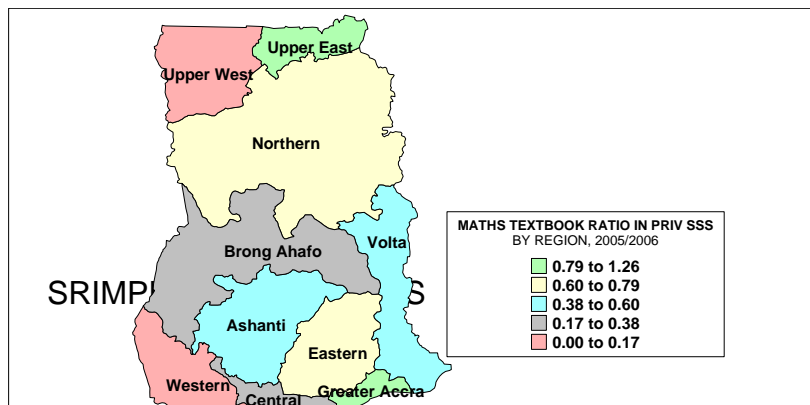 Upper East
Upper West
Northern
Volta
Brong Ahafo
Ashanti
Eastern
Western
Greater Accra
Central
MATHS TEXTBOOK RATIO IN PRIV SSS
BY REGION, 2005/2006
0.79 to 1.26
0.60 to 0.79
0.38 to 0.60
0.17 to 0.38
0.00 to 0.17